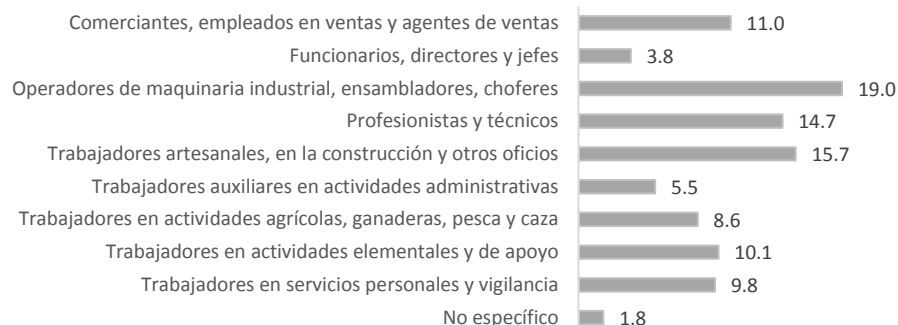 Comerciantes, empleados en ventas y agentes de ventas 11.0
Funcionarios, directores y jefes 3.8
Operadores de maquinaria industrial, ensambladores, choferes 19.0
Profesionistas y técnicos 14.7
Trabajadores artesanales, en la construcción y otros oficios 15.7
Trabajadores auxiliares en actividades administrativas 5.5
Trabajadores en actividades agrícolas, ganaderas, pesca y caza 8.6
Trabajadores en actividades elementales y de apoyo 10.1
Trabajadores en servicios personales y vigilancia 9.8
No específico 1.8